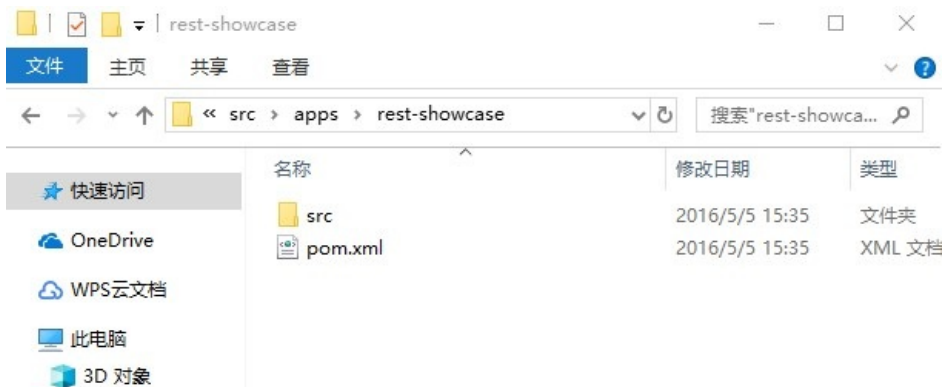 rest-showcase
文件 主页 共享 查看
« src › apps › rest-showcase 搜索"rest-showca...
名称 修改日期 类型
快速访问
src 2016/5/5 15:35 文件夹
OneDrive
pom.xml 2016/5/5 15:35 XML 文档
WPS云文档
此电脑
3D 对象